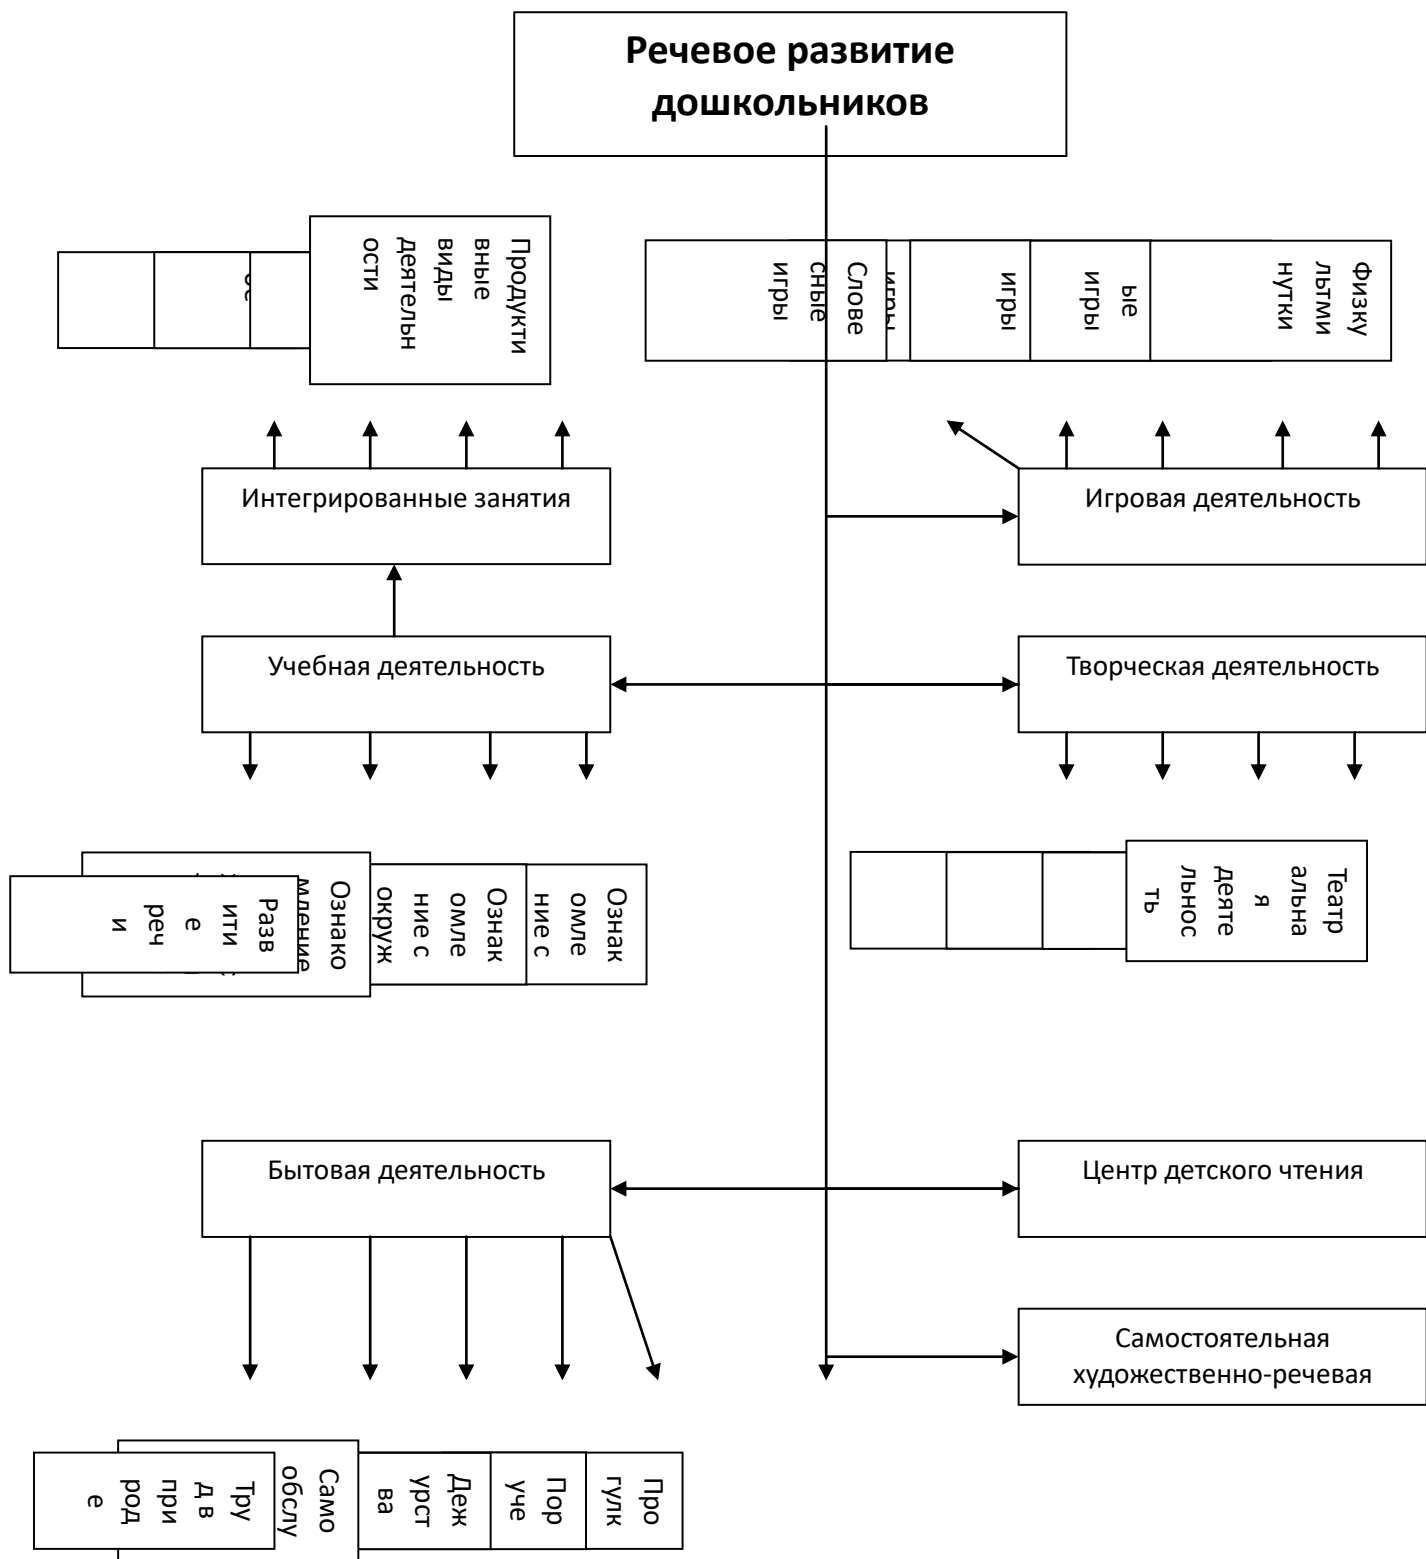 Речевое развитие
дошкольников
Продукти
вные
виды
деятельн
ости
Слове
сные
игры
игры
игры
ые
игры
Физку
льтми
нутки
Интегрированные занятия
Игровая деятельность
Учебная деятельность
Творческая деятельность
Разв
ити
е
реч
и
Ознако
мление
Ознак
омле
ние с
окруж
Ознак
омле
ние с
Театр
альна
я
деяте
льнос
ть
Бытовая деятельность
Центр детского чтения
Самостоятельная
художественно-речевая
Тру
д в
при
род
е
Само
обслу
Деж
урст
ва
Пор
уче
Про
гулк